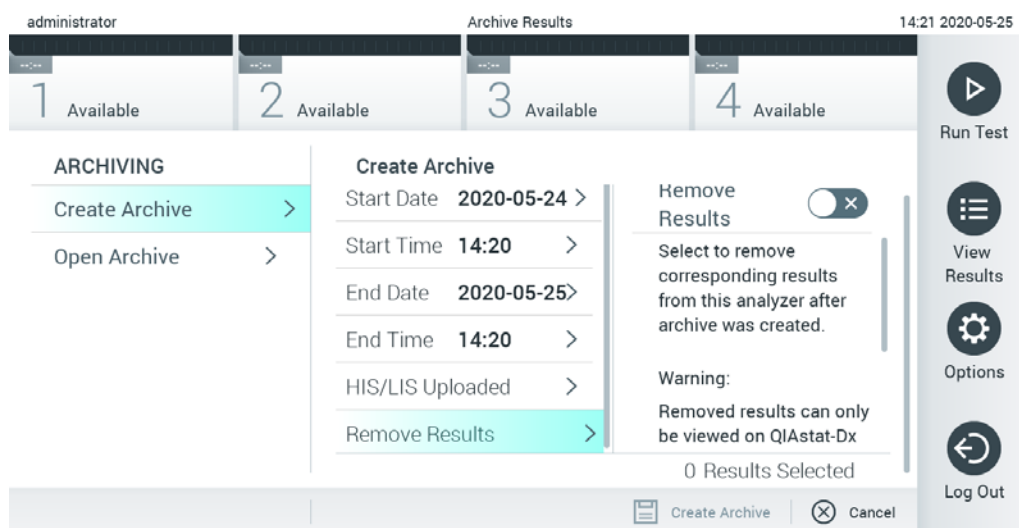 administrator
Archive Results
14:21 2020-05-25
--:--
--:--
--:--
--:--
1 Available
2 Available
3 Available
4 Available
Run Test
View
Results
Options
Log Out
ARCHIVING
Create Archive
Open Archive
Create Archive
Start Date 2020-05-24
Start Time 14:20
End Date 2020-05-25
End Time 14:20
HIS/LIS Uploaded
Remove Results
Remove
Results
Select to remove
corresponding results
from this analyzer after
archive was created.
Warning:
Removed results can only
be viewed on QIAstat-Dx
0 Results Selected
Create Archive
Cancel